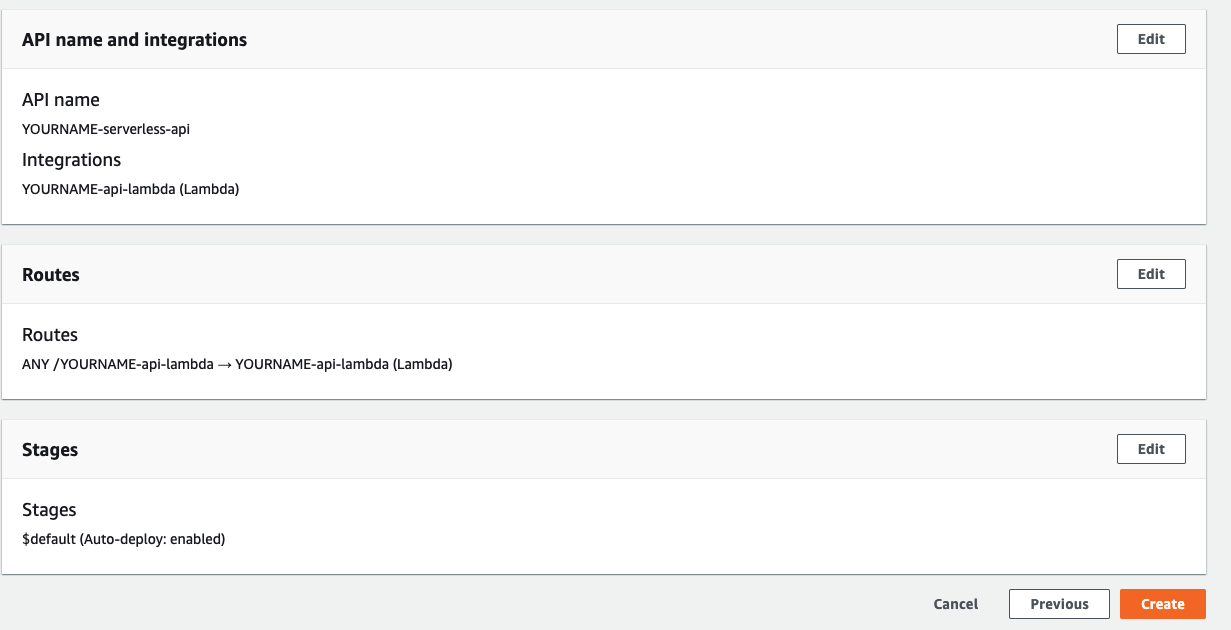 API name and integrations
Edit
API name
YOURNAME-serverless-api
Integrations
YOURNAME-api-lambda (Lambda)
Routes
Edit
Routes
ANY /YOURNAME-api-lambda → YOURNAME-api-lambda (Lambda)
Stages
Edit
Stages
$default (Auto-deploy: enabled)
Cancel
Previous
Create